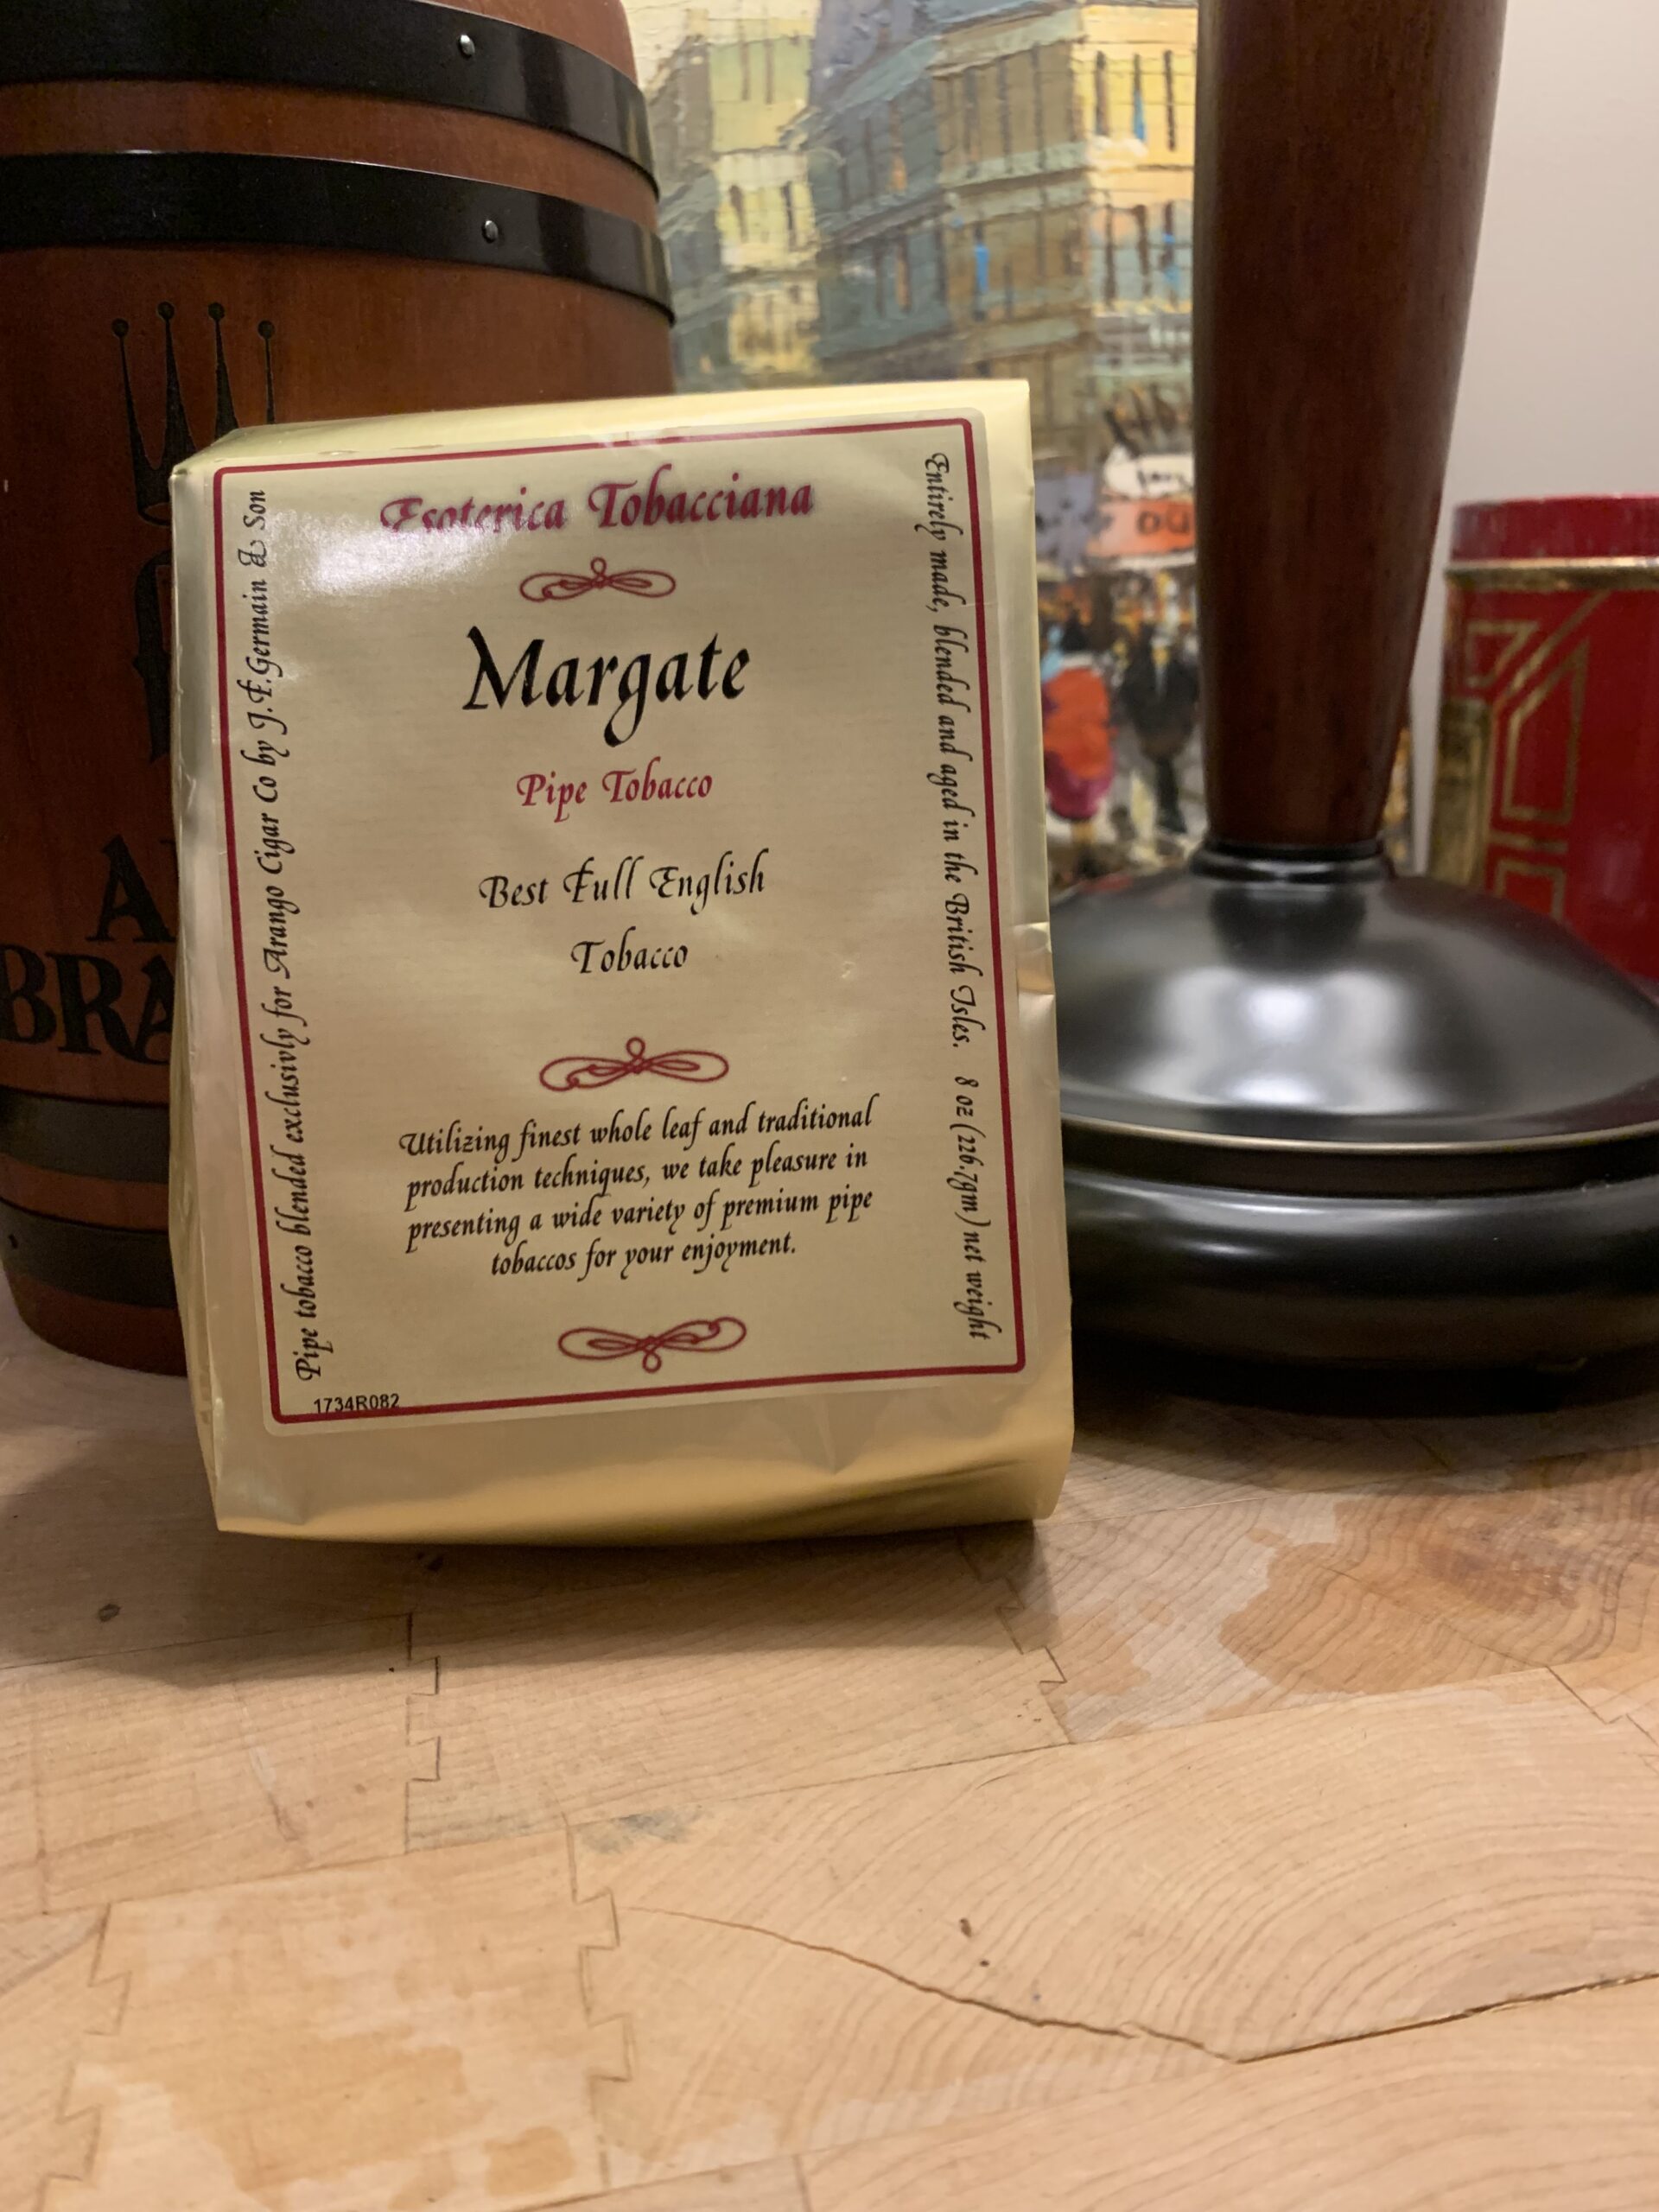 Esoterica Tobacciana
Margate
Pipe Tobacco
Best Full English
Tobacco
Utilizing finest whole leaf and traditional
production techniques, we take pleasure in
presenting a wide variety of premium pipe
tobaccos for your enjoyment.
Pipe tobacco blended exclusivly for Arango Cigar Co by J.F.Germain & Son
Entirely made, blended and aged in the British Isles. 8 oz (226.79m) net weight
1734R082